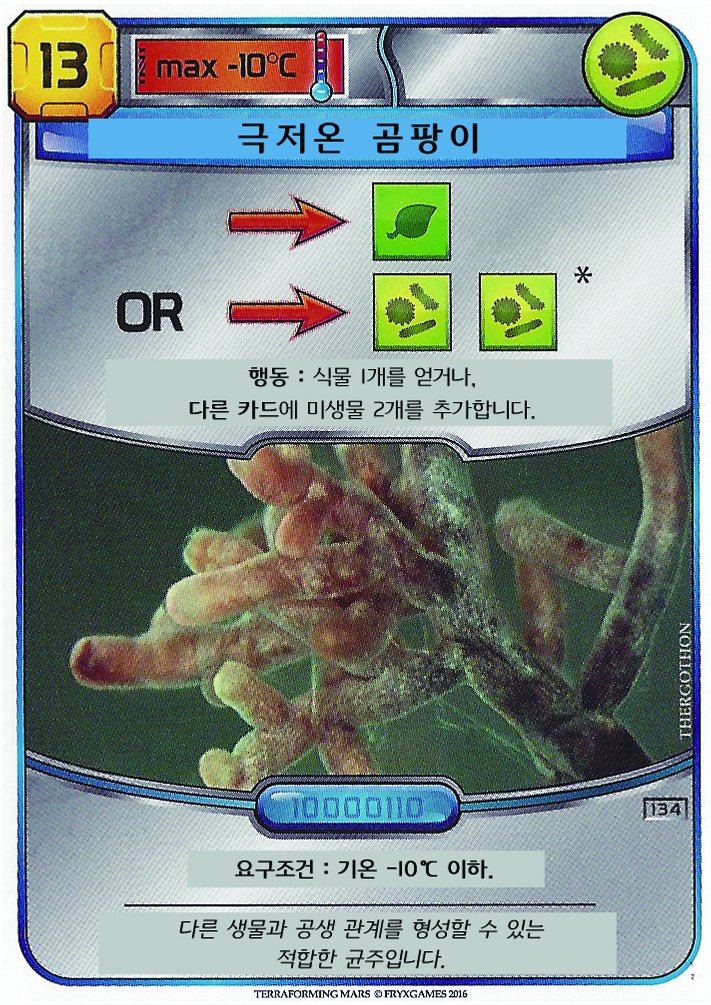 13
max -10°C
극저온 곰팡이
OR
*
행동 : 식물 1개를 얻거나,
다른 카드에 미생물 2개를 추가합니다.
THERGOTHON
10000110
134
요구조건 : 기온 -10℃ 이하.
다른 생물과 공생 관계를 형성할 수 있는
적합한 균주입니다.
TERRAFORMING MARS © FRYXGAMES 2016